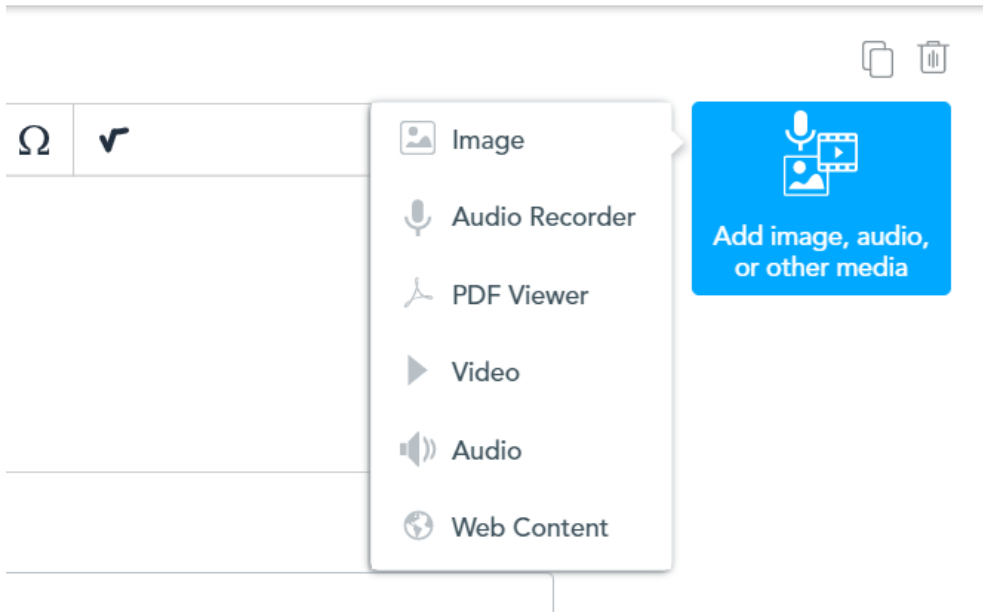 Ω
Image
Audio Recorder
PDF Viewer
Video
Audio
Web Content
Add image, audio,
or other media